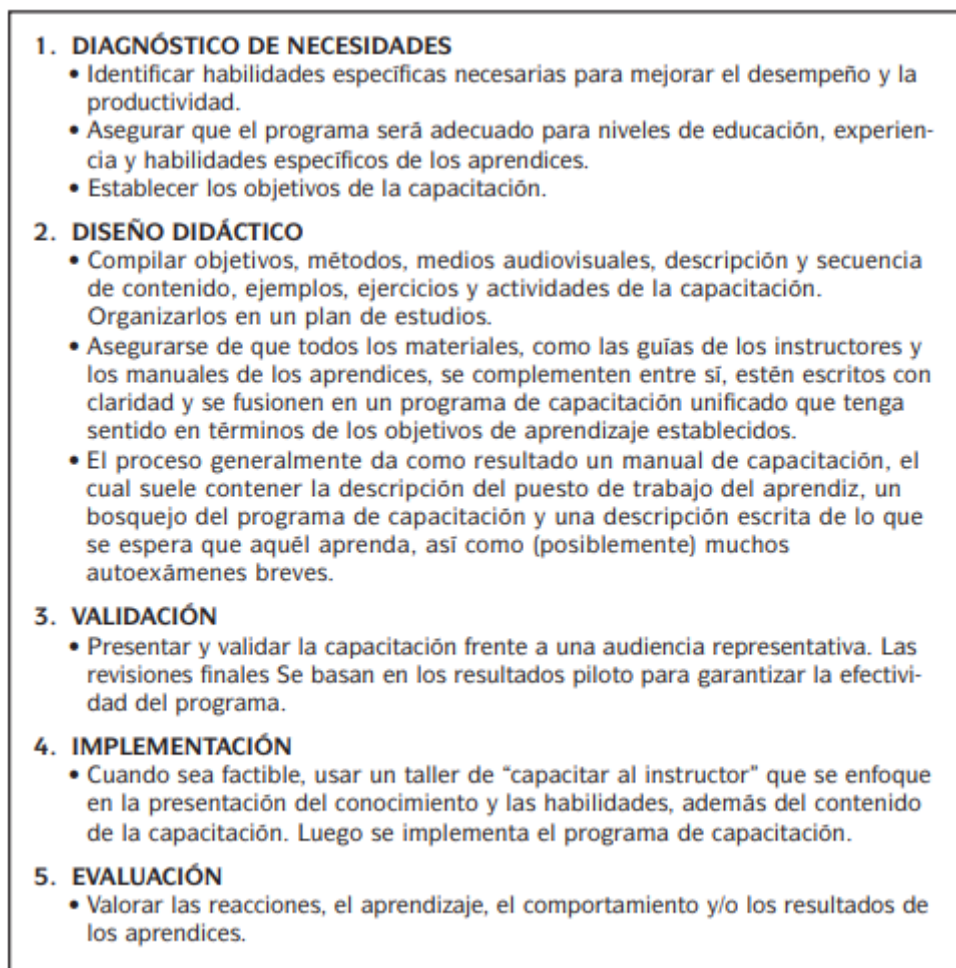 1. DIAGNÓSTICO DE NECESIDADES
• Identificar habilidades específicas necesarias para mejorar el desempeño y la
productividad.
• Asegurar que el programa será adecuado para niveles de educación, experien-
cia y habilidades específicos de los aprendices.
• Establecer los objetivos de la capacitación.
2. DISEÑO DIDÁCTICO
• Compilar objetivos, métodos, medios audiovisuales, descripción y secuencia
de contenido, ejemplos, ejercicios y actividades de la capacitación.
Organizarlos en un plan de estudios.
• Asegurarse de que todos los materiales, como las guías de los instructores y
los manuales de los aprendices, se complementen entre sí, estén escritos con
claridad y se fusionen en un programa de capacitación unificado que tenga
sentido en términos de los objetivos de aprendizaje establecidos.
• El proceso generalmente da como resultado un manual de capacitación, el
cual suele contener la descripción del puesto de trabajo del aprendiz, un
bosquejo del programa de capacitación y una descripción escrita de lo que
se espera que aquél aprenda, así como (posiblemente) muchos
autoexámenes breves.
3. VALIDACIÓN
• Presentar y validar la capacitación frente a una audiencia representativa. Las
revisiones finales Se basan en los resultados piloto para garantizar la efectivi-
dad del programa.
4. IMPLEMENTACIÓN
• Cuando sea factible, usar un taller de “capacitar al instructor” que se enfoque
en la presentación del conocimiento y las habilidades, además del contenido
de la capacitación. Luego se implementa el programa de capacitación.
5. EVALUACIÓN
• Valorar las reacciones, el aprendizaje, el comportamiento y/o los resultados de
los aprendices.